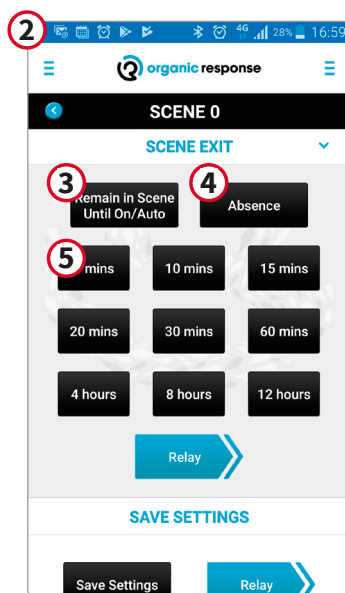 2
4G 28% 16:59
organic response
SCENE 0
SCENE EXIT
3
4
Remain in Scene
Until On/Auto
Absence
5
mins
10 mins
15 mins
20 mins
30 mins
60 mins
4 hours
8 hours
12 hours
Relay
SAVE SETTINGS
Save Settings
Relay